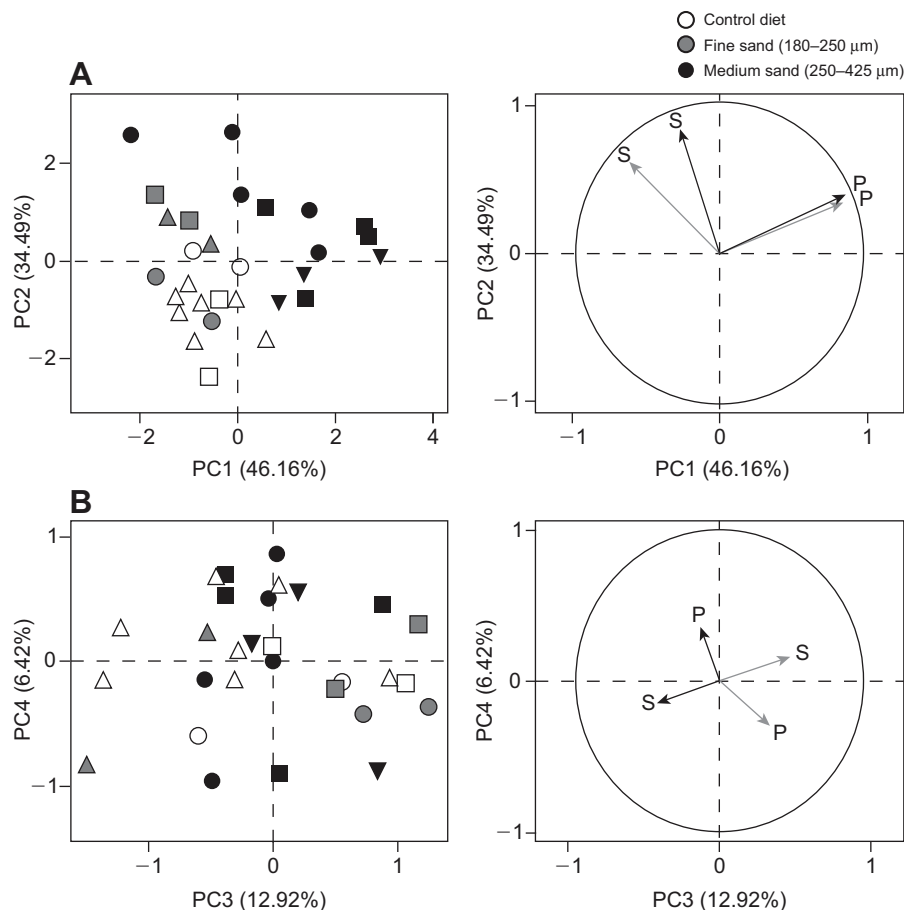 Control diet
Fine sand (180–250 μm)
Medium sand (250–425 μm)
A
2
0
−2
PC2 (34.49%)
−2 0 2 4
PC1 (46.16%)
1
0
−1
PC2 (34.49%)
S
S
P
P
−1 0 1
PC1 (46.16%)
B
1
0
−1
PC4 (6.42%)
−1 0 1
PC3 (12.92%)
1
0
−1
PC4 (6.42%)
P
S
S
P
−1 0 1
PC3 (12.92%)